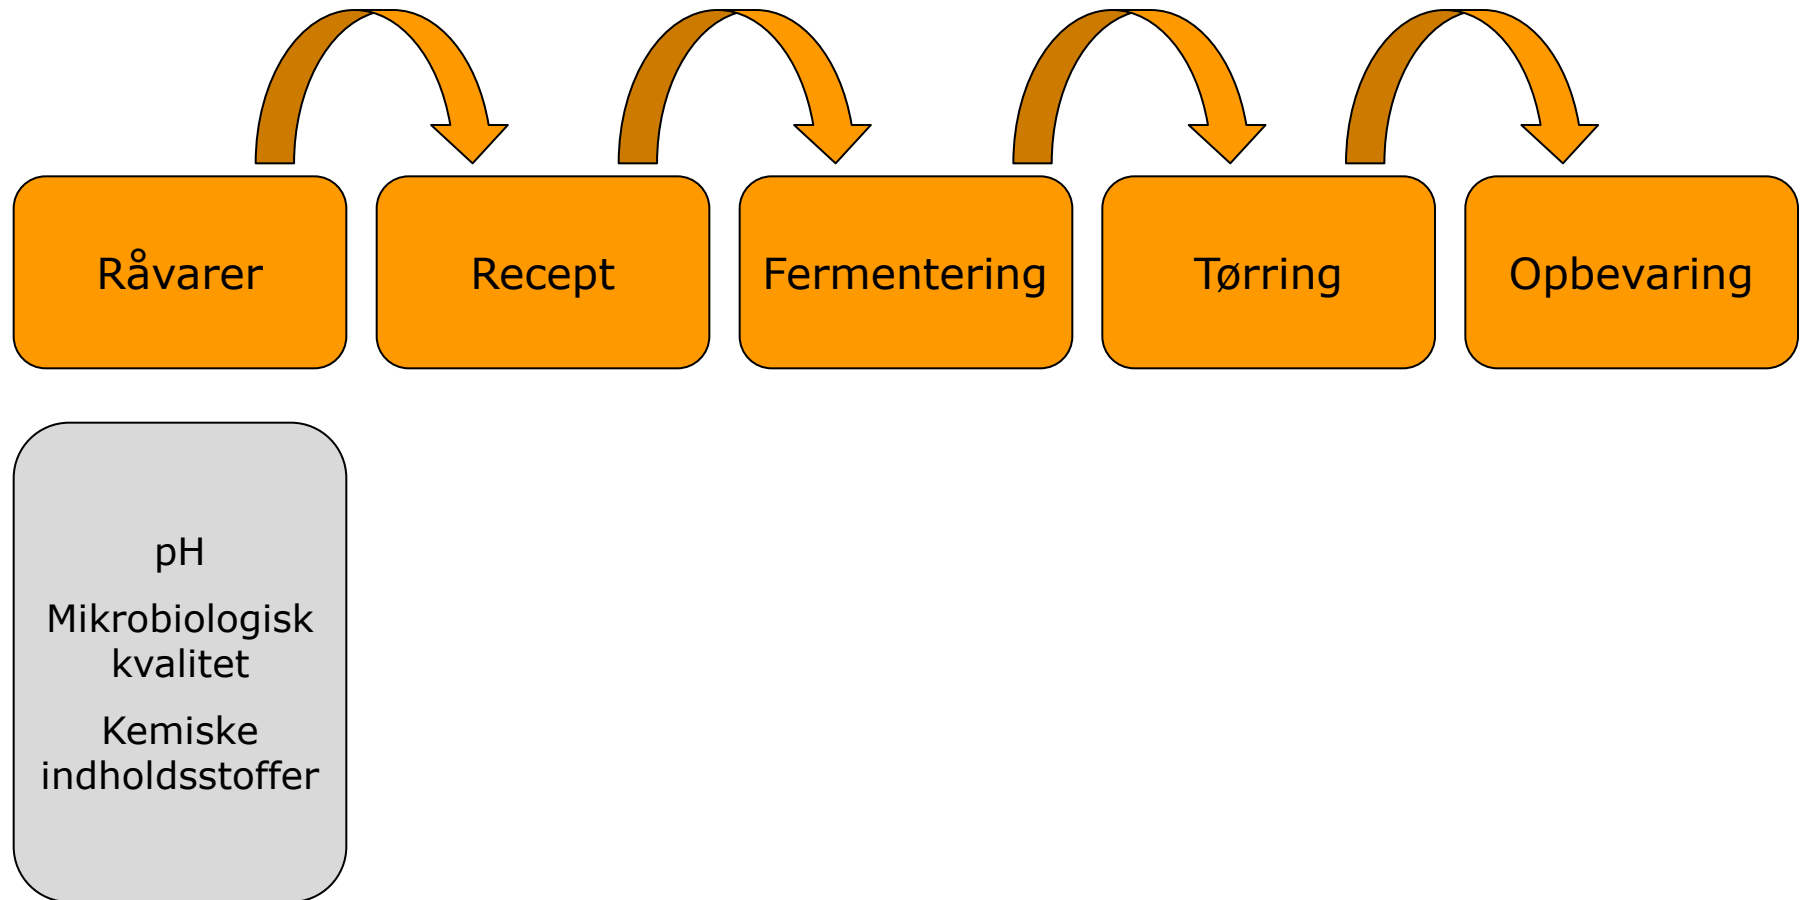 Råvarer
Recept
Fermentering
Tørring
Opbevaring
pH
Mikrobiologisk
kvalitet
Kemiske
indholdsstoffer